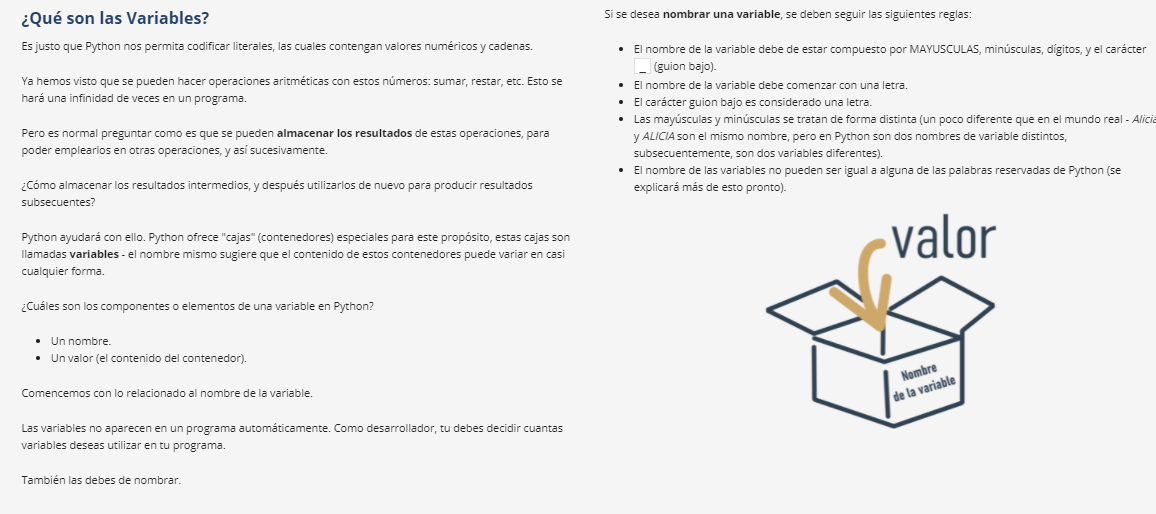 ¿Qué son las Variables?
Es justo que Python nos permita codificar literales, las cuales contengan valores numéricos y cadenas.
Ya hemos visto que se pueden hacer operaciones aritméticas con estos números: sumar, restar, etc. Esto se
hará una infinidad de veces en un programa.
Pero es normal preguntar como es que se pueden almacenar los resultados de estas operaciones, para
poder emplearlos en otras operaciones, y así sucesivamente.
¿Cómo almacenar los resultados intermedios, y después utilizarlos de nuevo para producir resultados
subsecuentes?
Python ayudará con ello. Python ofrece "cajas" (contenedores) especiales para este propósito, estas cajas son
llamadas variables - el nombre mismo sugiere que el contenido de estos contenedores puede variar en casi
cualquier forma.
¿Cuáles son los componentes o elementos de una variable en Python?
• Un nombre.
• Un valor (el contenido del contenedor).
Comencemos con lo relacionado al nombre de la variable.
Las variables no aparecen en un programa automáticamente. Como desarrollador, tu debes decidir cuantas
variables deseas utilizar en tu programa.
También las debes de nombrar.
Si se desea nombrar una variable, se deben seguir las siguientes reglas:
• El nombre de la variable debe de estar compuesto por MAYUSCULAS, minúsculas, dígitos, y el carácter
_ (guion bajo).
• El nombre de la variable debe comenzar con una letra.
• El carácter guion bajo es considerado una letra.
• Las mayúsculas y minúsculas se tratan de forma distinta (un poco diferente que en el mundo real - Alicia
y ALICIA son el mismo nombre, pero en Python son dos nombres de variable distintos,
subsecuentemente, son dos variables diferentes).
• El nombre de las variables no pueden ser igual a alguna de las palabras reservadas de Python (se
explicará más de esto pronto).
valor
Nombre
de la variable